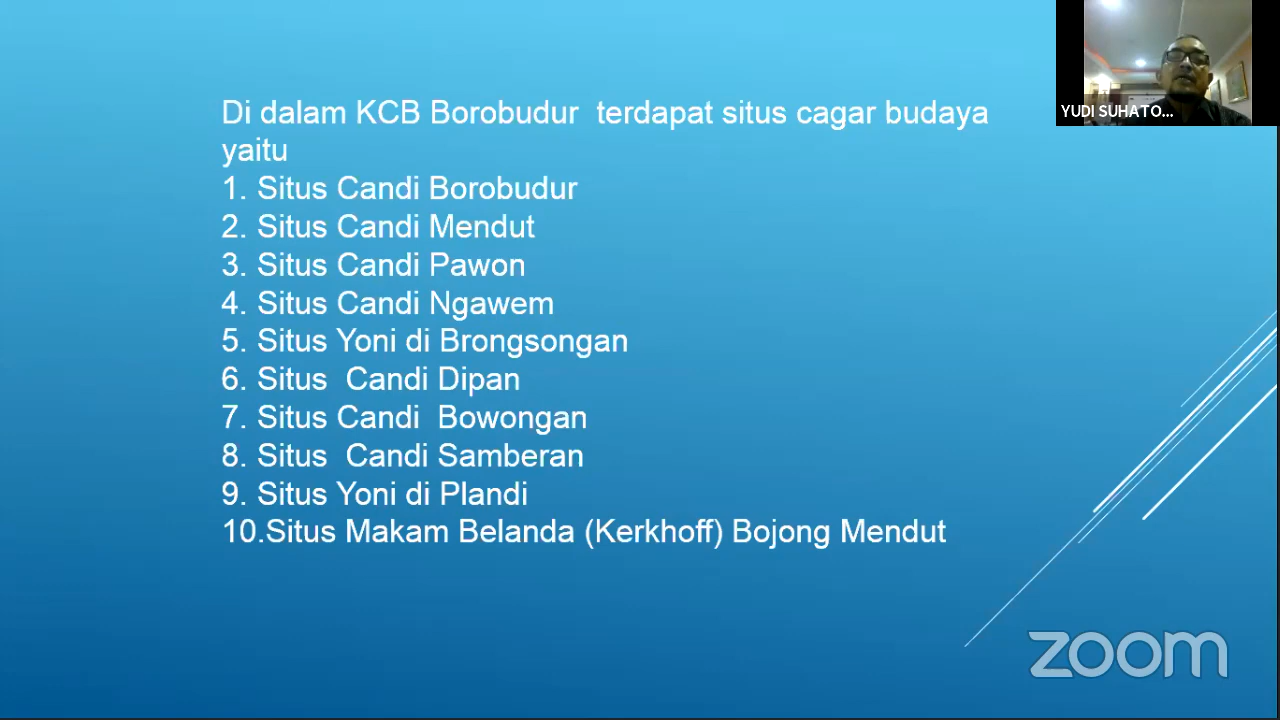 Di dalam KCB Borobudur  terdapat situs cagar budaya
yaitu
1. Situs Candi Borobudur
2. Situs Candi Mendut
3. Situs Candi Pawon
4. Situs Candi Ngawem
5. Situs Yoni di Brongsongan
6. Situs  Candi Dipan
7. Situs Candi  Bowongan
8. Situs  Candi Samberan
9. Situs Yoni di Plandi
10.Situs Makam Belanda (Kerkhoff) Bojong Mendut
YUDI SUHATO...
zoom